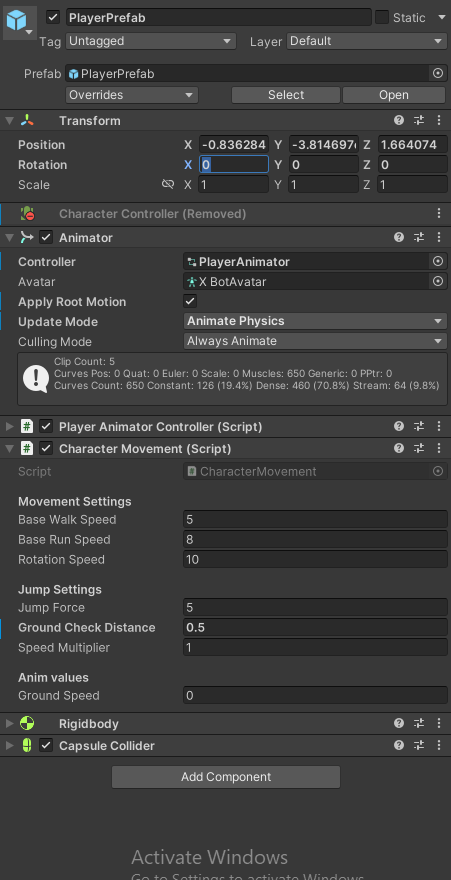 PlayerPrefab Static
Tag Untagged Layer Default
Prefab PlayerPrefab
Overrides Select Open
Transform
Position X -0.836284 Y -3.814697 Z 1.664074
Rotation X 0 Y 0 Z 0
Scale X 1 Y 1 Z 1
Character Controller (Removed)
Animator
Controller PlayerAnimator
Avatar X BotAvatar
Apply Root Motion
Update Mode Animate Physics
Culling Mode Always Animate
Clip Count: 5
Curves Pos: 0 Quat: 0 Euler: 0 Scale: 0 Muscles: 650 Generic: 0 PPtr: 0
Curves Count: 650 Constant: 126 (19.4%) Dense: 460 (70.8%) Stream: 64 (9.8%)
# Player Animator Controller (Script)
# Character Movement (Script)
Script # CharacterMovement
Movement Settings
Base Walk Speed 5
Base Run Speed 8
Rotation Speed 10
Jump Settings
Jump Force 5
Ground Check Distance 0.5
Speed Multiplier 1
Anim values
Ground Speed 0
Rigidbody
Capsule Collider
Add Component
Activate Windows
Go to Settings to activate Windows